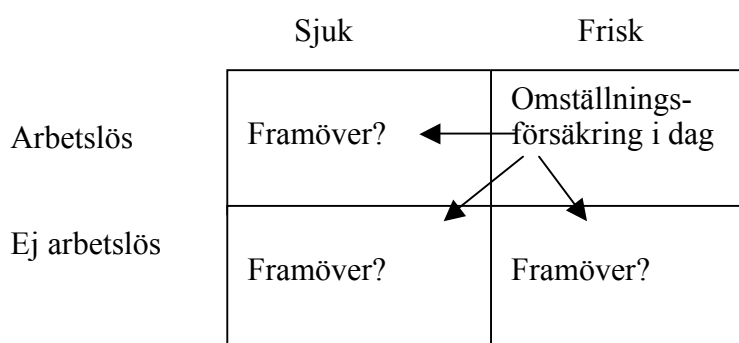 Sjuk Frisk
Arbetslös
Framöver?
Omställnings-
försäkring i dag
Ej arbetslös
Framöver?
Framöver?